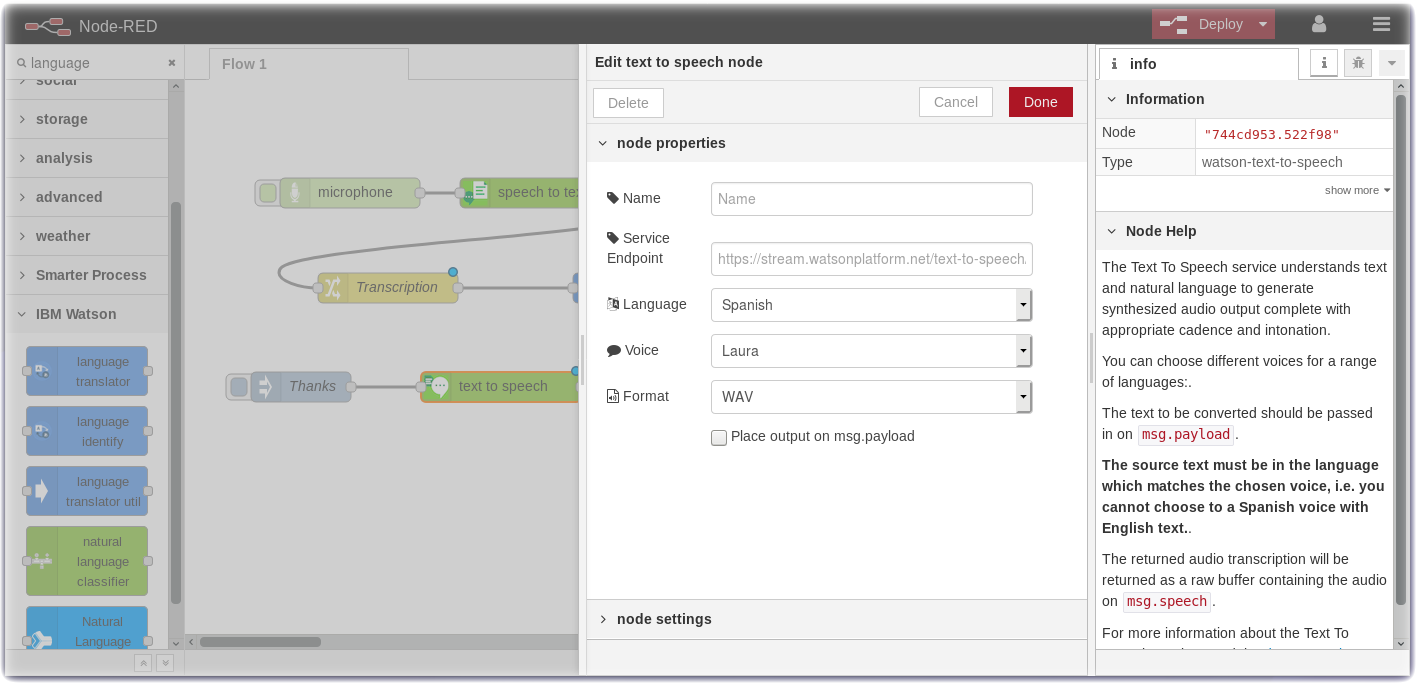 Node-RED
Deploy
language
social
storage
analysis
advanced
weather
Smarter Process
IBM Watson
language
translator
language
identify
language
translator util
natural
language
classifier
Natural
Language
Flow 1
microphone
speech to tex
Transcription
Thanks
text to speech
Edit text to speech node
Delete
Cancel
Done
node properties
Name
Name
Service
Endpoint
https://stream.watsonplatform.net/text-to-speech/
Language
Spanish
Voice
Laura
Format
WAV
Place output on msg.payload
node settings
info
Information
Node "744cd953.522f98"
Type watson-text-to-speech
show more
Node Help
The Text To Speech service understands text
and natural language to generate
synthesized audio output complete with
appropriate cadence and intonation.
You can choose different voices for a range
of languages:.
The text to be converted should be passed
in on msg.payload.
The source text must be in the language
which matches the chosen voice, i.e. you
cannot choose to a Spanish voice with
English text..
The returned audio transcription will be
returned as a raw buffer containing the audio
on msg.speech.
For more information about the Text To